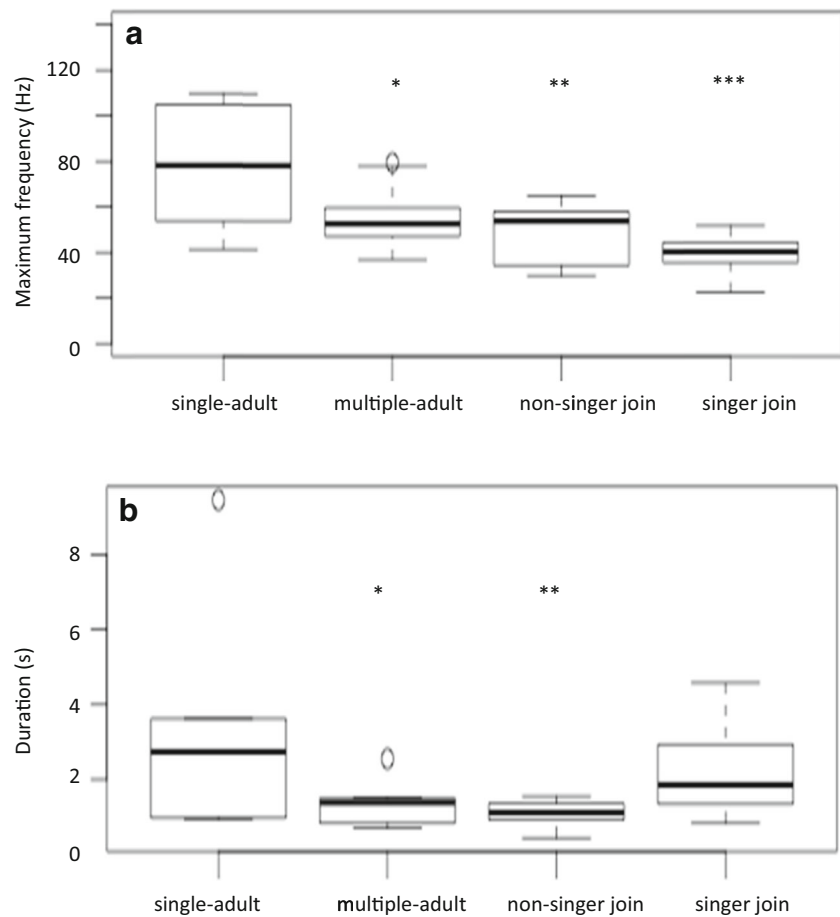 a
Maximum frequency (Hz)
120
80
40
0
*
**
***
single-adult
multiple-adult
non-singer join
singer join
b
Duration (s)
8
6
4
2
0
*
**
single-adult
multiple-adult
non-singer join
singer join